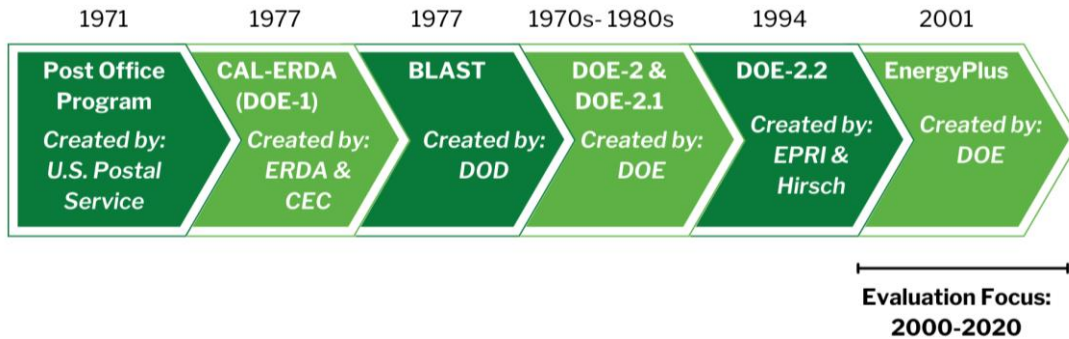 1971
1977
1977
1970s- 1980s
1994
2001
Post Office
Program
Created by:
U.S. Postal
Service
CAL-ERDA
(DOE-1)
Created by:
ERDA &
CEC
BLAST
Created by:
DOD
DOE-2 &
DOE-2.1
Created by:
DOE
DOE-2.2
Created by:
EPRI &
Hirsch
EnergyPlus
Created by:
DOE
Evaluation Focus:
2000-2020